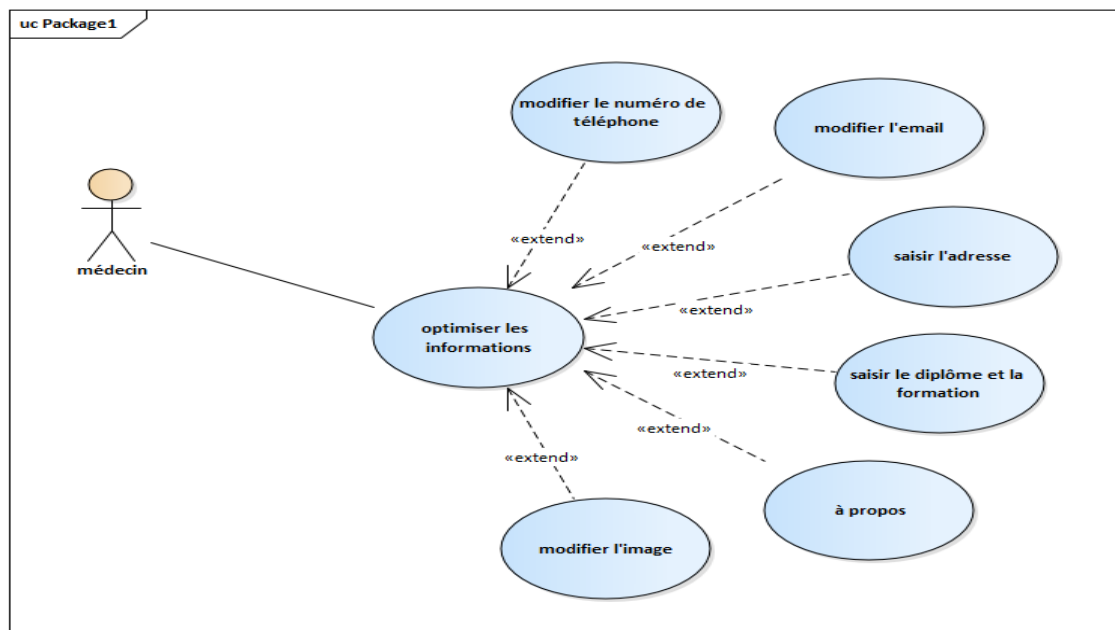 uc Package1
modifier le numéro de
téléphone
modifier l'email
médecin
«extend»
«extend»
saisir l'adresse
«extend»
optimiser les
informations
saisir le diplôme et la
formation
«extend»
«extend»
«extend»
à propos
modifier l'image